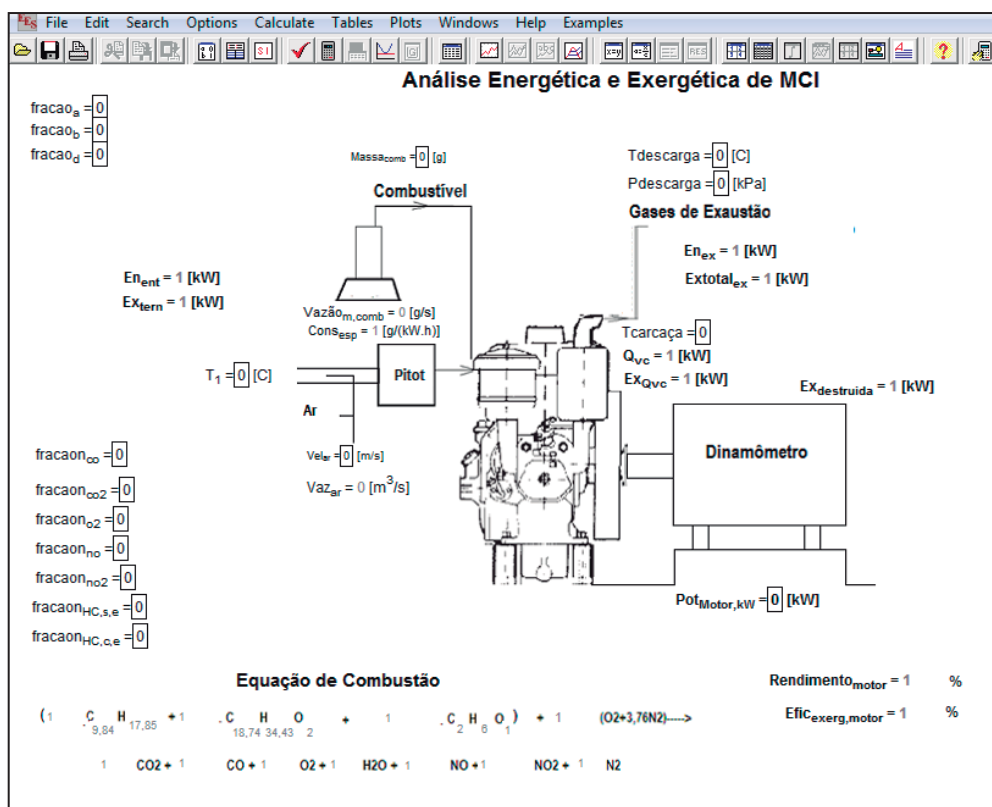 EES File Edit Search Options Calculate Tables Plots Windows Help Examples
Análise Energética e Exergética de MCI
fracao_a = 0
fracao_b = 0
fracao_d = 0
Massa_comb = 0 [g]
Combustível
Tdescarga = 0 [C]
Pdescarga = 0 [kPa]
Gases de Exaustão
En_ex = 1 [kW]
Extotal_ex = 1 [kW]
En_ent = 1 [kW]
Ex_tern = 1 [kW]
Vazão_m,comb = 0 [g/s]
Cons_esp = 1 [g/(kW.h)]
Tcarcaça = 0
Q_vc = 1 [kW]
Ex_Qvc = 1 [kW]
T_1 = 0 [C]
Pitot
Ar
Vel_ar = 0 [m/s]
Vaz_ar = 0 [m^3/s]
Ex_destruida = 1 [kW]
Dinamômetro
fracaon_co = 0
fracaon_co2 = 0
fracaon_o2 = 0
fracaon_no = 0
fracaon_no2 = 0
fracaon_HC,s,e = 0
fracaon_HC,c,e = 0
Pot_Motor,kW = 0 [kW]
Equação de Combustão
Rendimento_motor = 1 %
Efic_exerg,motor = 1 %
(1 .C_9,84 H_17,85 + 1 .C_18,74 H_34,43 O_2 + 1 .C_2 H_6 O_1) + 1 (O2+3,76N2)---->
1 CO2 + 1 CO + 1 O2 + 1 H2O + 1 NO + 1 NO2 + 1 N2